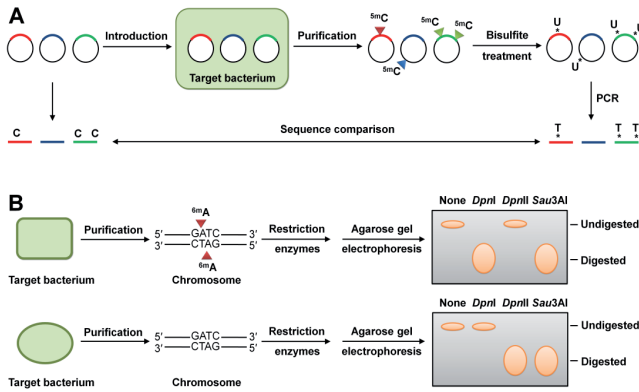 A
Introduction
Target bacterium
Purification
5mC
5mC
5mC
5mC
Bisulfite
treatment
U
*
U
*
U
*
U
*
PCR
C
C C
Sequence comparison
T
*
T T
* *
B
Target bacterium
Purification
6mA
5′ GATC 3′
3′ CTAG 5′
6mA
Chromosome
Restriction
enzymes
Agarose gel
electrophoresis
None DpnI DpnII Sau3AI
Undigested
Digested
Target bacterium
Purification
5′ GATC 3′
3′ CTAG 5′
Chromosome
Restriction
enzymes
Agarose gel
electrophoresis
None DpnI DpnII Sau3AI
Undigested
Digested